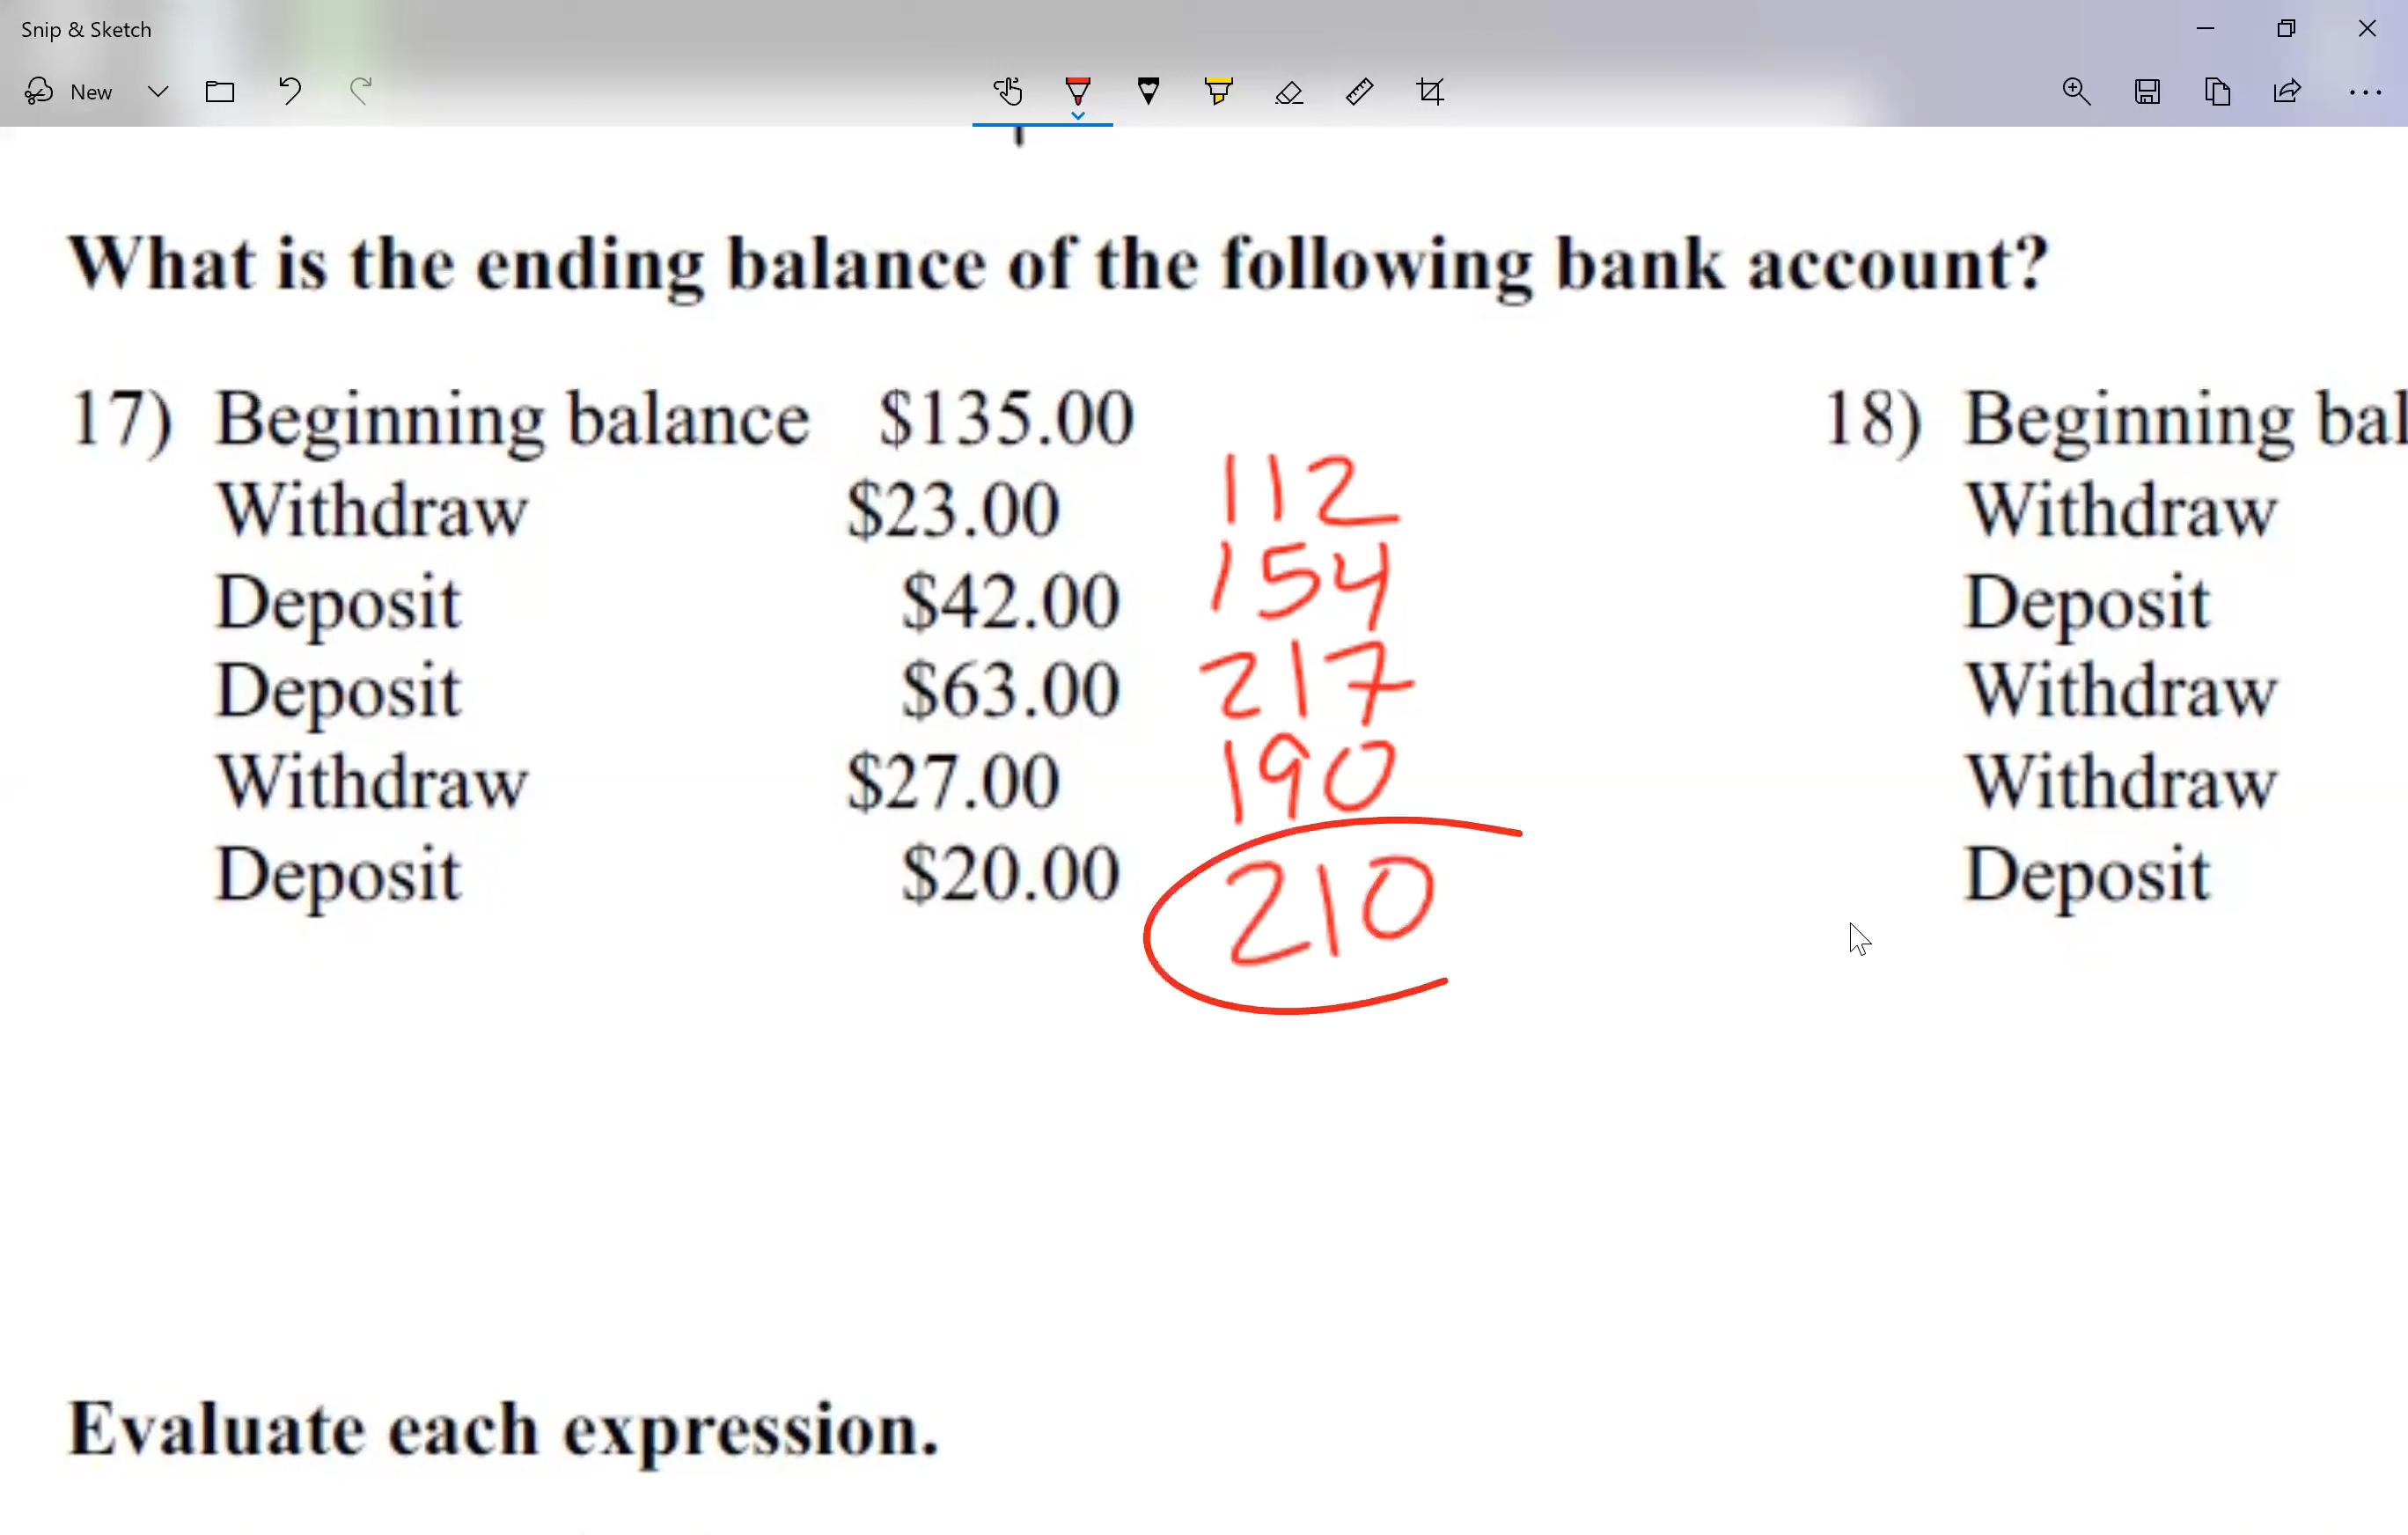 Snip & Sketch
New
What is the ending balance of the following bank account?
17) Beginning balance $135.00
Withdraw $23.00 112
Deposit $42.00 154
Deposit $63.00 217
Withdraw $27.00 190
Deposit $20.00 210
18) Beginning bal
Withdraw
Deposit
Withdraw
Withdraw
Deposit
Evaluate each expression.